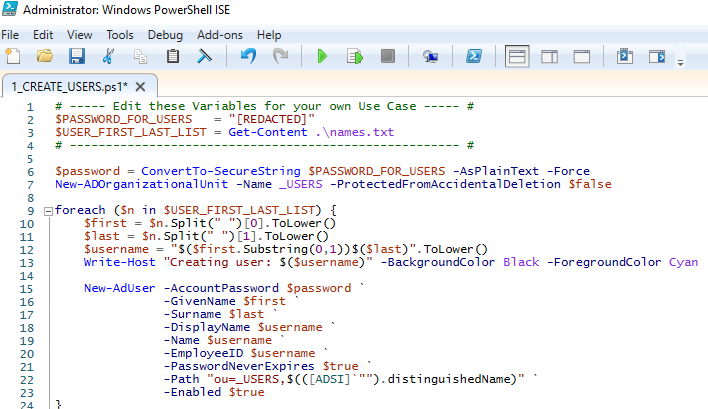 Administrator: Windows PowerShell ISE
File Edit View Tools Debug Add-ons Help
1_CREATE_USERS.ps1* X
1 # ----- Edit these Variables for your own Use Case ----- #
2 $PASSWORD_FOR_USERS   = "[REDACTED]"
3 $USER_FIRST_LAST_LIST = Get-Content .\names.txt
4 # ------------------------------------------------------ #
5
6 $password = ConvertTo-SecureString $PASSWORD_FOR_USERS -AsPlainText -Force
7 New-ADOrganizationalUnit -Name _USERS -ProtectedFromAccidentalDeletion $false
8
9 foreach ($n in $USER_FIRST_LAST_LIST) {
10     $first = $n.Split(" ")[0].ToLower()
11     $last = $n.Split(" ")[1].ToLower()
12     $username = "$($first.Substring(0,1))$($last)".ToLower()
13     Write-Host "Creating user: $($username)" -BackgroundColor Black -ForegroundColor Cyan
14
15     New-AdUser -AccountPassword $password `
16                -GivenName $first `
17                -Surname $last `
18                -DisplayName $username `
19                -Name $username `
20                -EmployeeID $username `
21                -PasswordNeverExpires $true `
22                -Path "ou=_USERS,$(([ADSI]`"").distinguishedName)" `
23                -Enabled $true
24 }